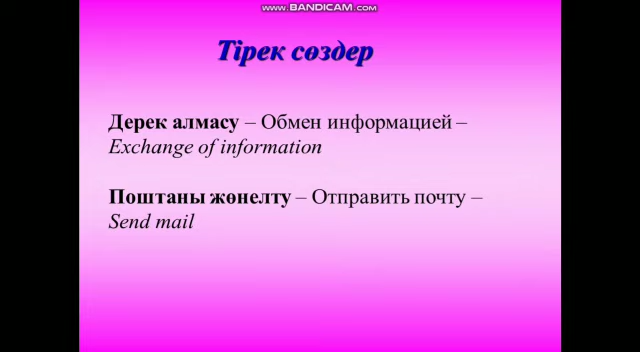 www.BANDICAM.com
Тірек сөздер
Дерек алмасу – Обмен информацией –
Exchange of information
Поштаны жөнелту – Отправить почту –
Send mail